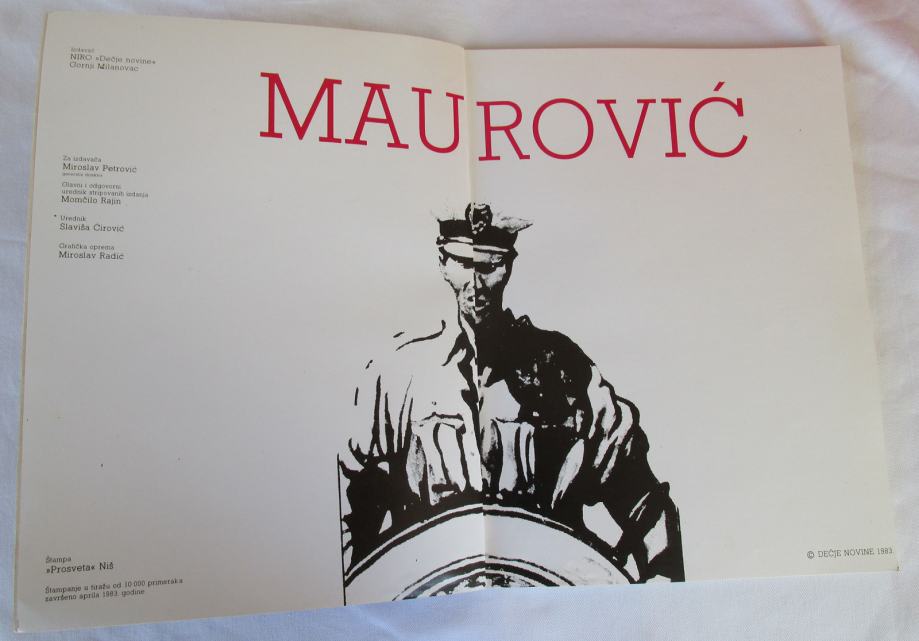 Izdavač
NIRO »Dečje novine«
Gornji Milanovac
MAUROVIĆ
Za izdavača
Miroslav Petrović
generalni direktor
Glavni i odgovorni
urednik stripovanih izdanja
Momčilo Rajin
Urednik
Slaviša Ćirović
Grafička oprema
Miroslav Radić
Štampa
»Prosveta« Niš
Štampanje u tiražu od 10 000 primeraka
završeno aprila 1983. godine
© DEČJE NOVINE 1983.